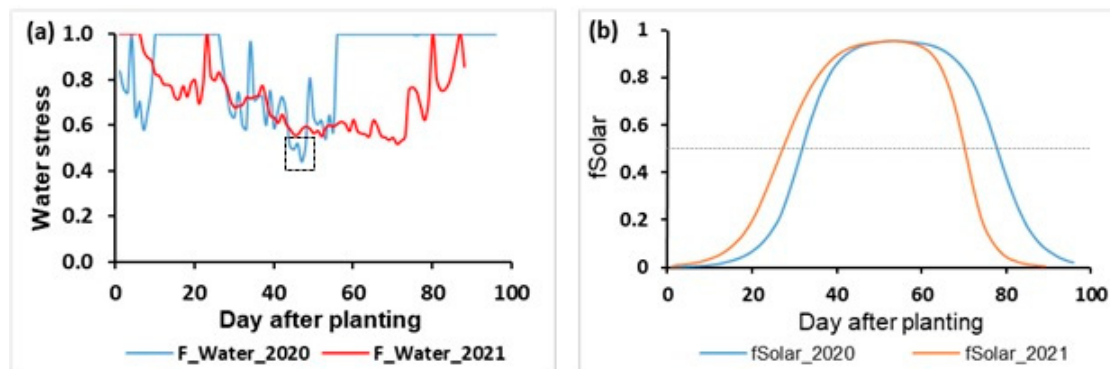 (a)
1.0
0.8
0.6
0.4
0.2
0.0
Water stress
0 20 40 60 80 100
Day after planting
F_Water_2020 F_Water_2021
(b)
1
0.8
0.6
0.4
0.2
0
fSolar
0 20 40 60 80 100
Day after planting
fSolar_2020 fSolar_2021